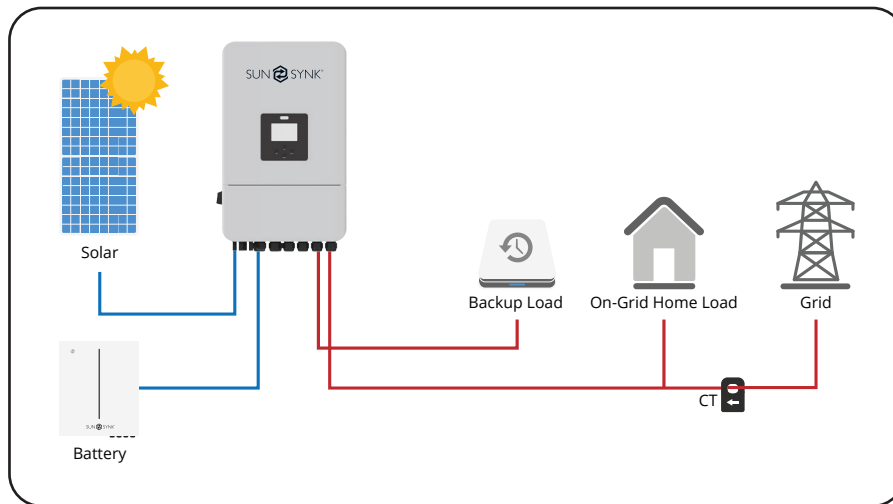 SUN SYNK®
Solar
Backup Load
On-Grid Home Load
Grid
CT
SUN SYNK
Battery